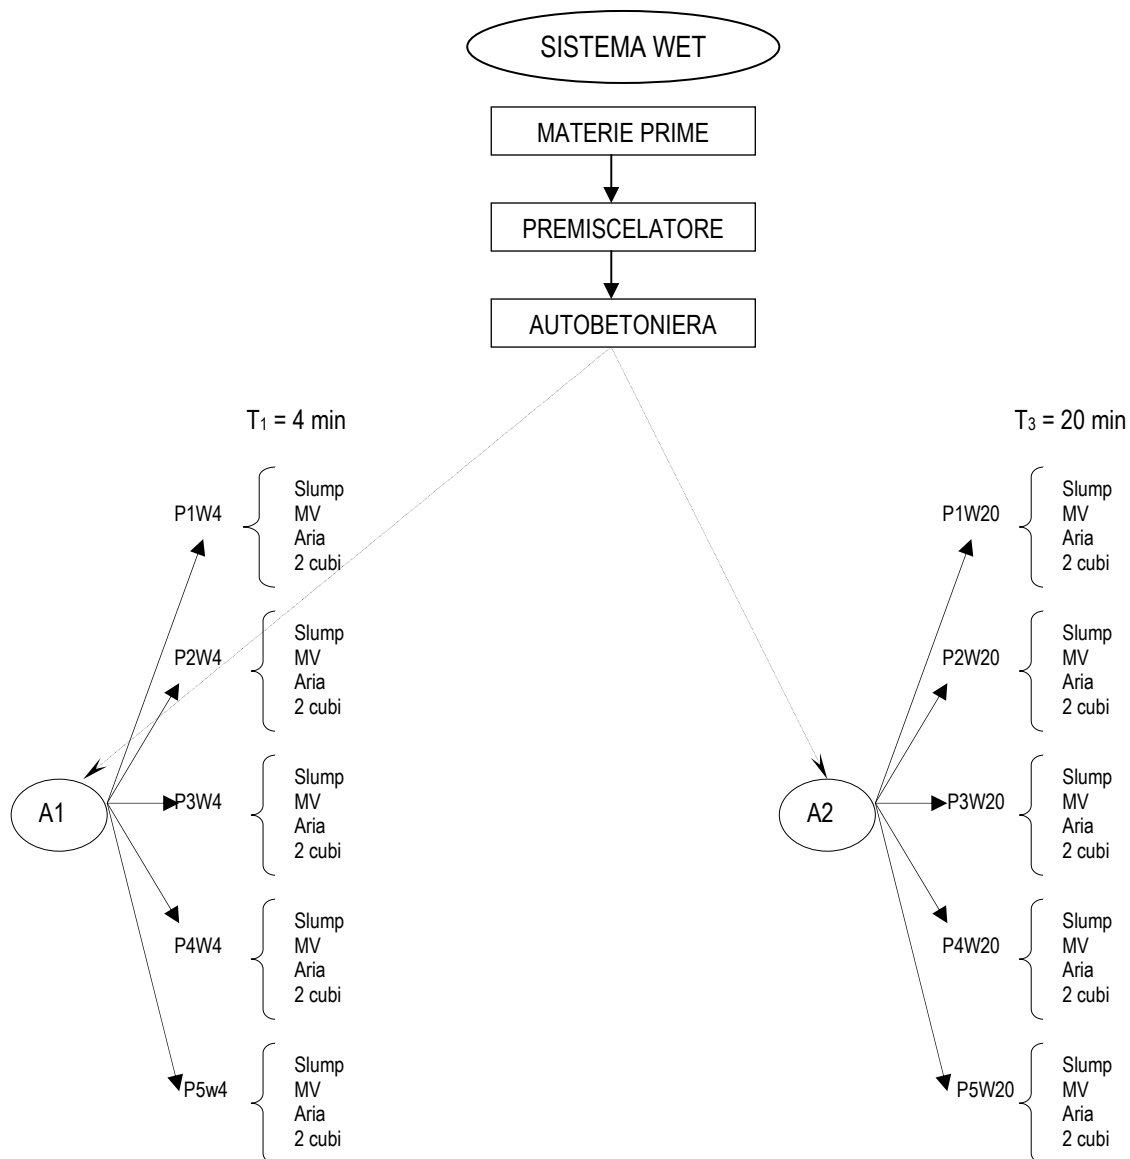 SISTEMA WET
MATERIE PRIME
PREMISCELATORE
AUTOBETONIERA
T₁ = 4 min
P1W4
Slump
MV
Aria
2 cubi
P2W4
Slump
MV
Aria
2 cubi
A1
P3W4
Slump
MV
Aria
2 cubi
P4W4
Slump
MV
Aria
2 cubi
P5w4
Slump
MV
Aria
2 cubi
T₃ = 20 min
P1W20
Slump
MV
Aria
2 cubi
P2W20
Slump
MV
Aria
2 cubi
A2
P3W20
Slump
MV
Aria
2 cubi
P4W20
Slump
MV
Aria
2 cubi
P5W20
Slump
MV
Aria
2 cubi